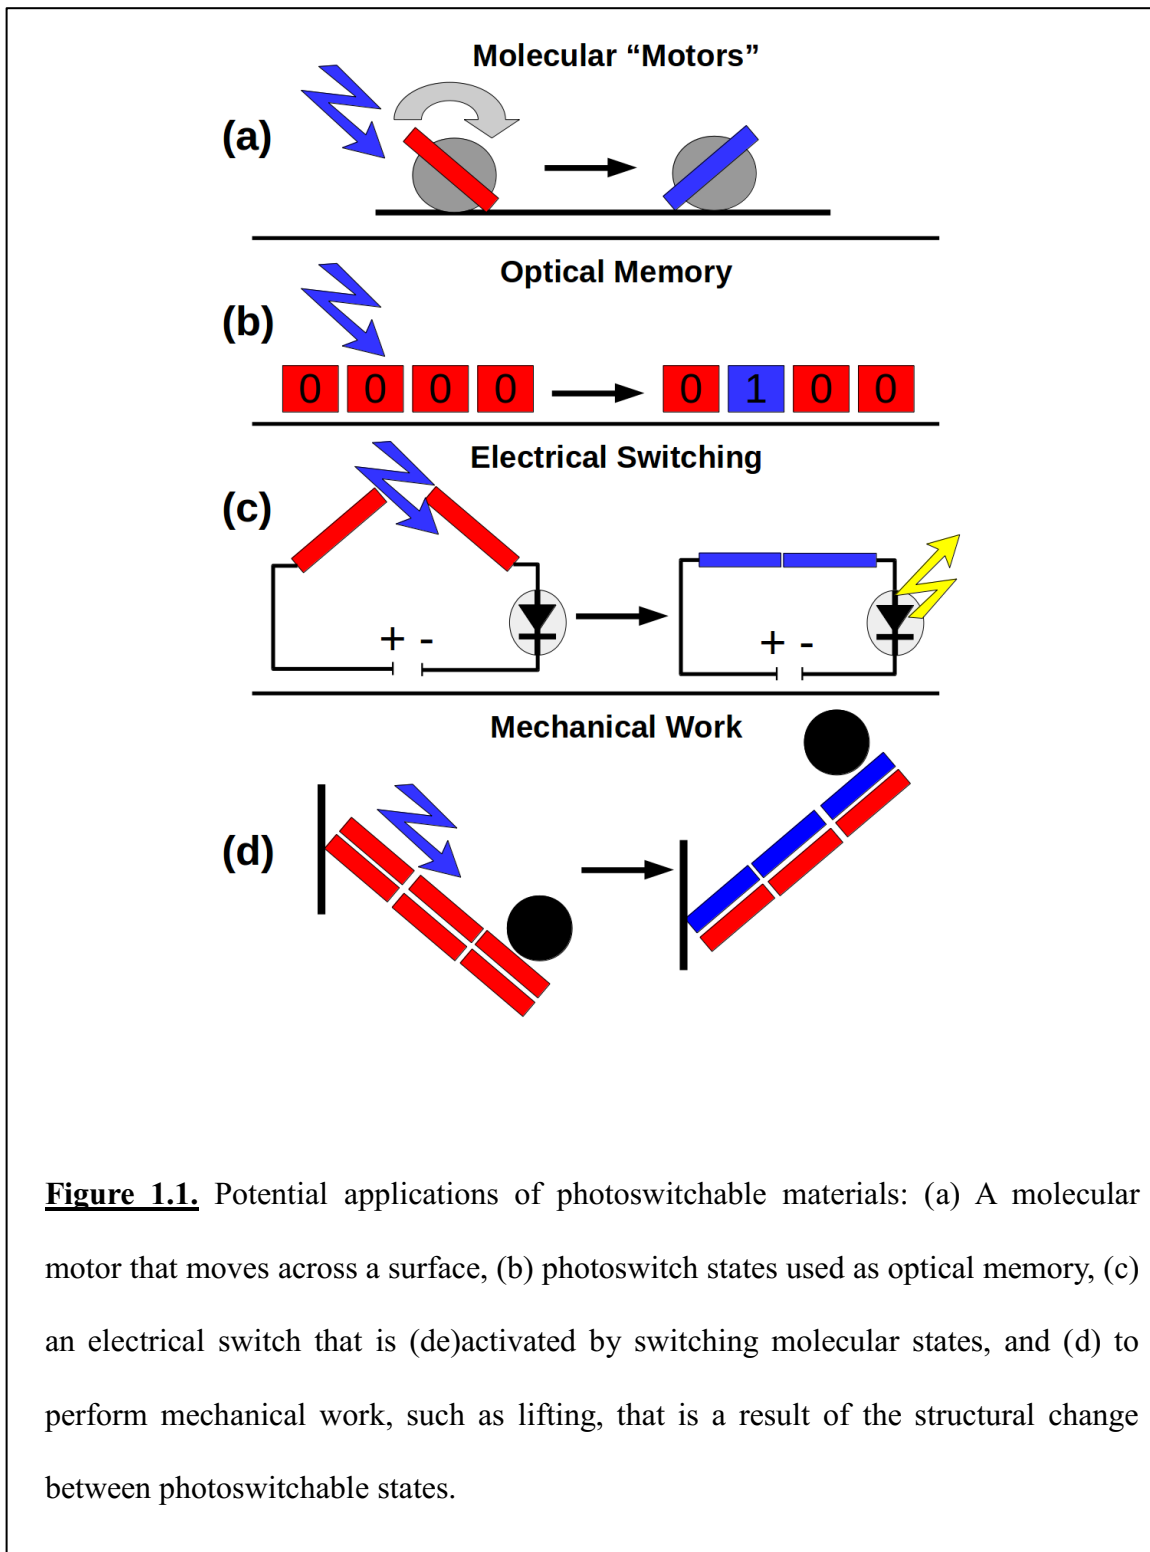 Molecular “Motors”
(a)
Optical Memory
(b)
0 0 0 0 0 1 0 0
Electrical Switching
(c)
+ - + -
Mechanical Work
(d)
Figure 1.1. Potential applications of photoswitchable materials: (a) A molecular
motor that moves across a surface, (b) photoswitch states used as optical memory, (c)
an electrical switch that is (de)activated by switching molecular states, and (d) to
perform mechanical work, such as lifting, that is a result of the structural change
between photoswitchable states.